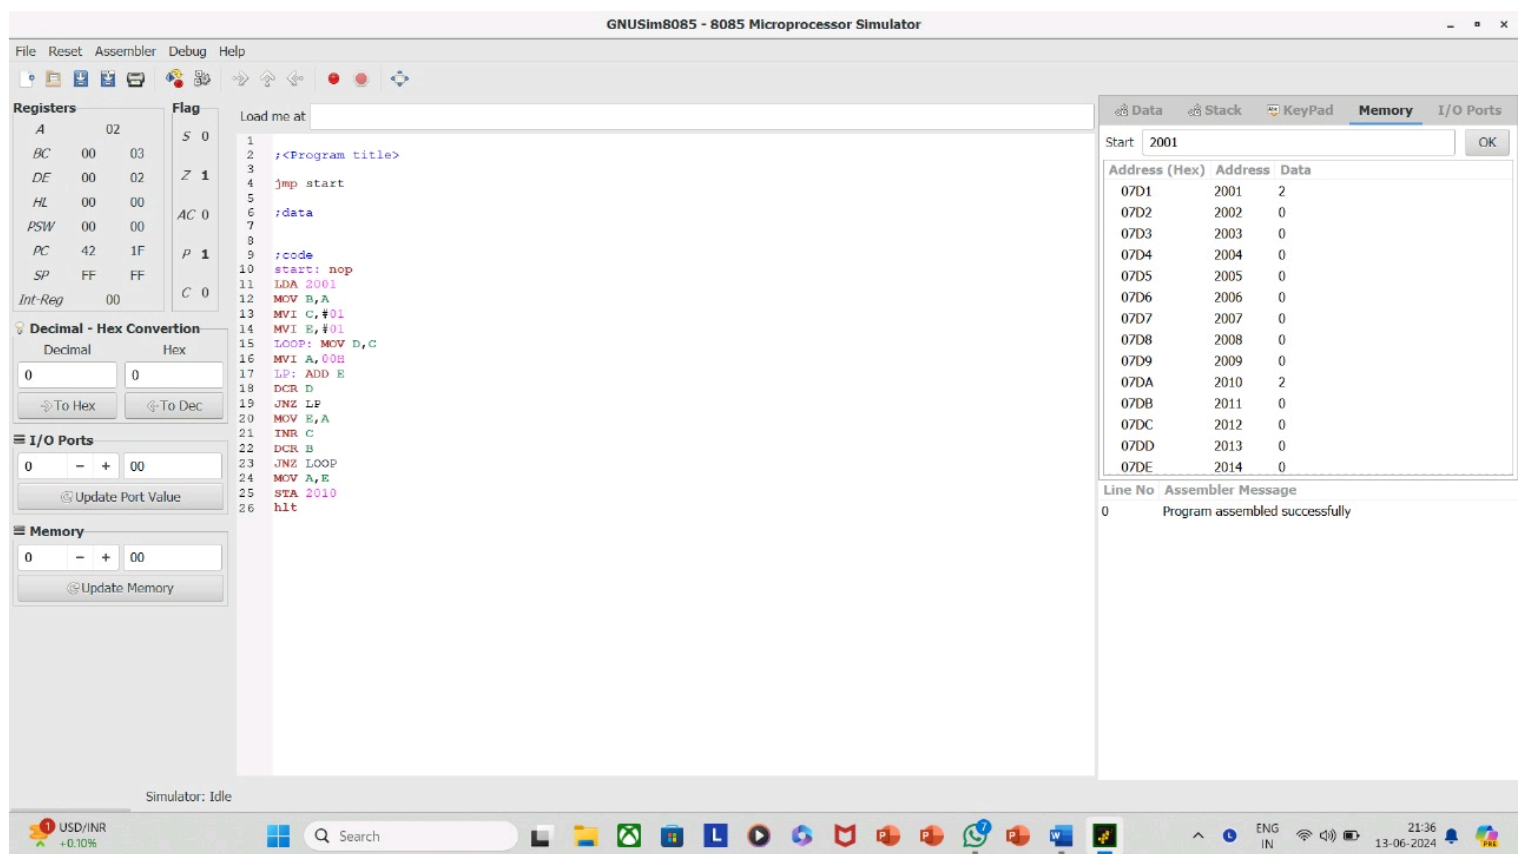 GNUSim8085 - 8085 Microprocessor Simulator
File Reset Assembler Debug Help
Registers
A 02
BC 00 03
DE 00 02
HL 00 00
PSW 00 00
PC 42 1F
SP FF FF
Int-Reg 00
Flag
S 0
Z 1
AC 0
P 1
C 0
Decimal - Hex Convertion
Decimal Hex
0 0
To Hex To Dec
I/O Ports
0 - + 00
Update Port Value
Memory
0 - + 00
Update Memory
Load me at
1
2 ;<Program title>
3
4 jmp start
5
6 ;data
7
8
9 ;code
10 start: nop
11 LDA 2001
12 MOV B,A
13 MVI C,#01
14 MVI E,#01
15 LOOP: MOV D,C
16 MVI A,00H
17 LP: ADD E
18 DCR D
19 JNZ LP
20 MOV E,A
21 INR C
22 DCR B
23 JNZ LOOP
24 MOV A,E
25 STA 2010
26 hlt
Data Stack KeyPad Memory I/O Ports
Start 2001 OK
Address (Hex) Address Data
07D1 2001 2
07D2 2002 0
07D3 2003 0
07D4 2004 0
07D5 2005 0
07D6 2006 0
07D7 2007 0
07D8 2008 0
07D9 2009 0
07DA 2010 2
07DB 2011 0
07DC 2012 0
07DD 2013 0
07DE 2014 0
Line No Assembler Message
0 Program assembled successfully
Simulator: Idle
1 USD/INR
+0.10%
Search
L
7
ENG
IN
21:36
13-06-2024
PRE